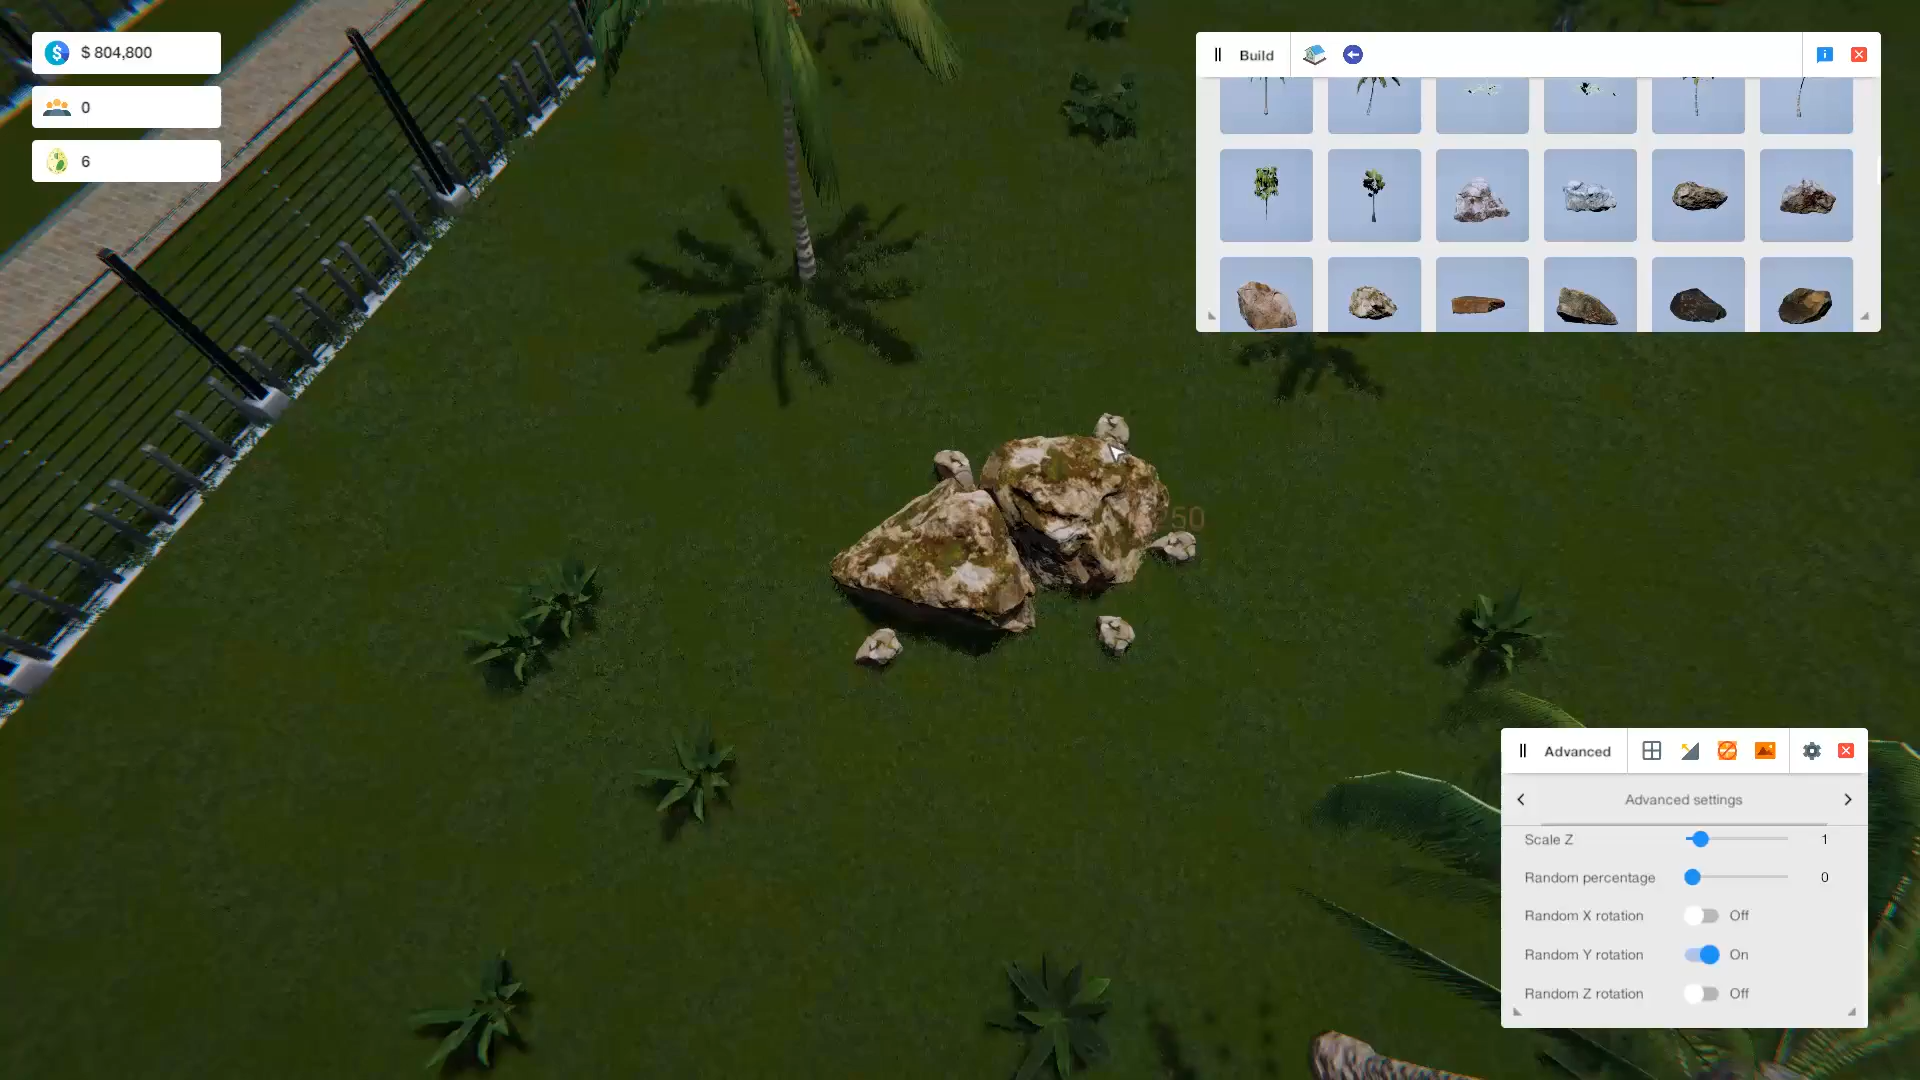 $ 804,800
0
6
Build
250
Advanced
Advanced settings
Scale Z 1
Random percentage 0
Random X rotation Off
Random Y rotation On
Random Z rotation Off